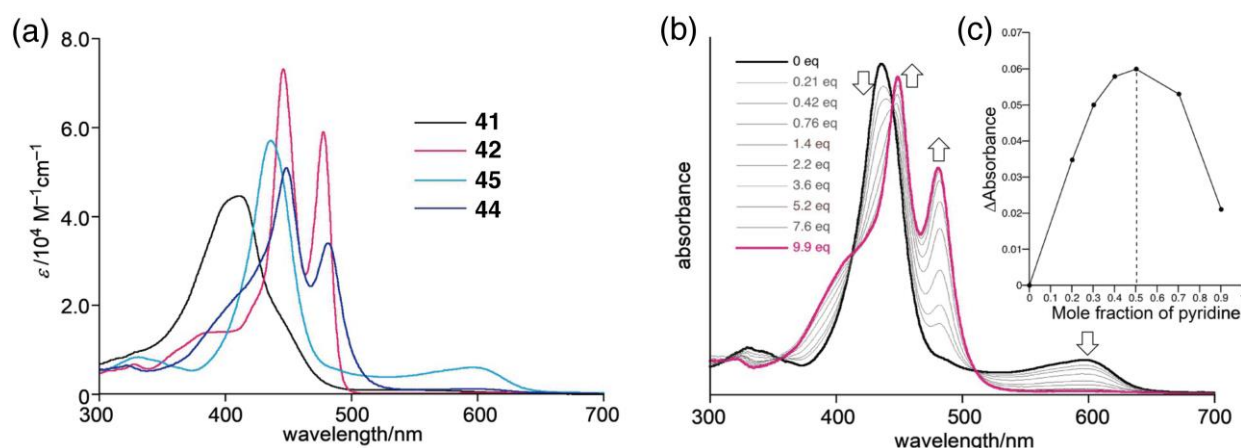 (a)
8.0
6.0
4.0
2.0
0
ε/10⁴ M⁻¹cm⁻¹
300
400
500
600
700
wavelength/nm
41
42
45
44
(b)
absorbance
0 eq
0.21 eq
0.42 eq
0.76 eq
1.4 eq
2.2 eq
3.6 eq
5.2 eq
7.6 eq
9.9 eq
300
400
500
600
700
wavelength/nm
(c)
0.07
0.06
0.05
0.04
0.03
0.02
0.01
0
ΔAbsorbance
0 0.1 0.2 0.3 0.4 0.5 0.6 0.7 0.8 0.9
Mole fraction of pyridine